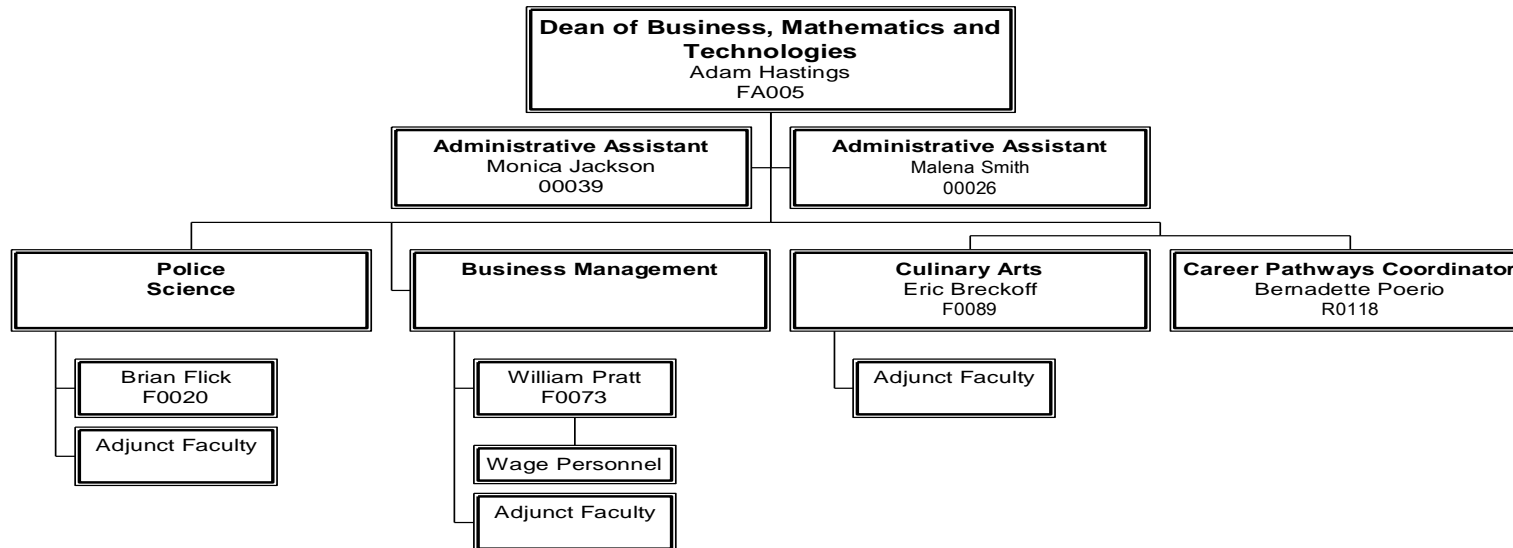 Dean of Business, Mathematics and
Technologies
Adam Hastings
FA005
Administrative Assistant
Monica Jackson
00039
Administrative Assistant
Malena Smith
00026
Police
Science
Business Management
Culinary Arts
Eric Breckoff
F0089
Career Pathways Coordinator
Bernadette Poerio
R0118
Brian Flick
F0020
Adjunct Faculty
William Pratt
F0073
Wage Personnel
Adjunct Faculty
Adjunct Faculty